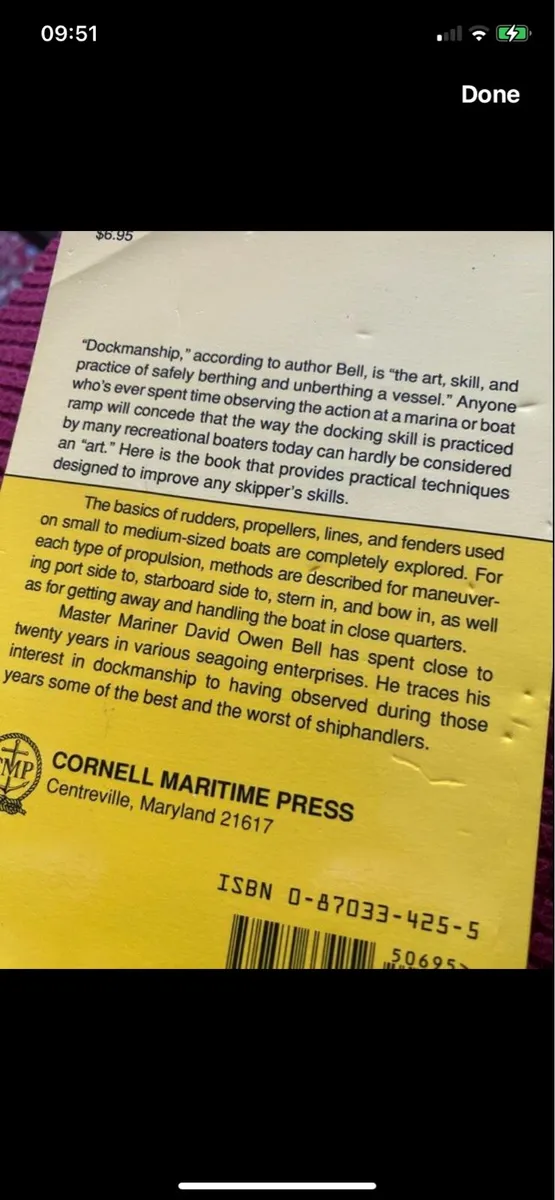 09:51
Done
$6.95
"Dockmanship," according to author Bell, is "the art, skill, and
practice of safely berthing and unberthing a vessel." Anyone
who's ever spent time observing the action at a marina or boat
ramp will concede that the way the docking skill is practiced
by many recreational boaters today can hardly be considered
an "art." Here is the book that provides practical techniques
designed to improve any skipper's skills.
The basics of rudders, propellers, lines, and fenders used
on small to medium-sized boats are completely explored. For
each type of propulsion, methods are described for maneuver-
ing port side to, starboard side to, stern in, and bow in, as well
as for getting away and handling the boat in close quarters.
Master Mariner David Owen Bell has spent close to
twenty years in various seagoing enterprises. He traces his
interest in dockmanship to having observed during those
years some of the best and the worst of shiphandlers.
CMP
CORNELL MARITIME PRESS
Centreville, Maryland 21617
ISBN 0-87033-425-5
50695>